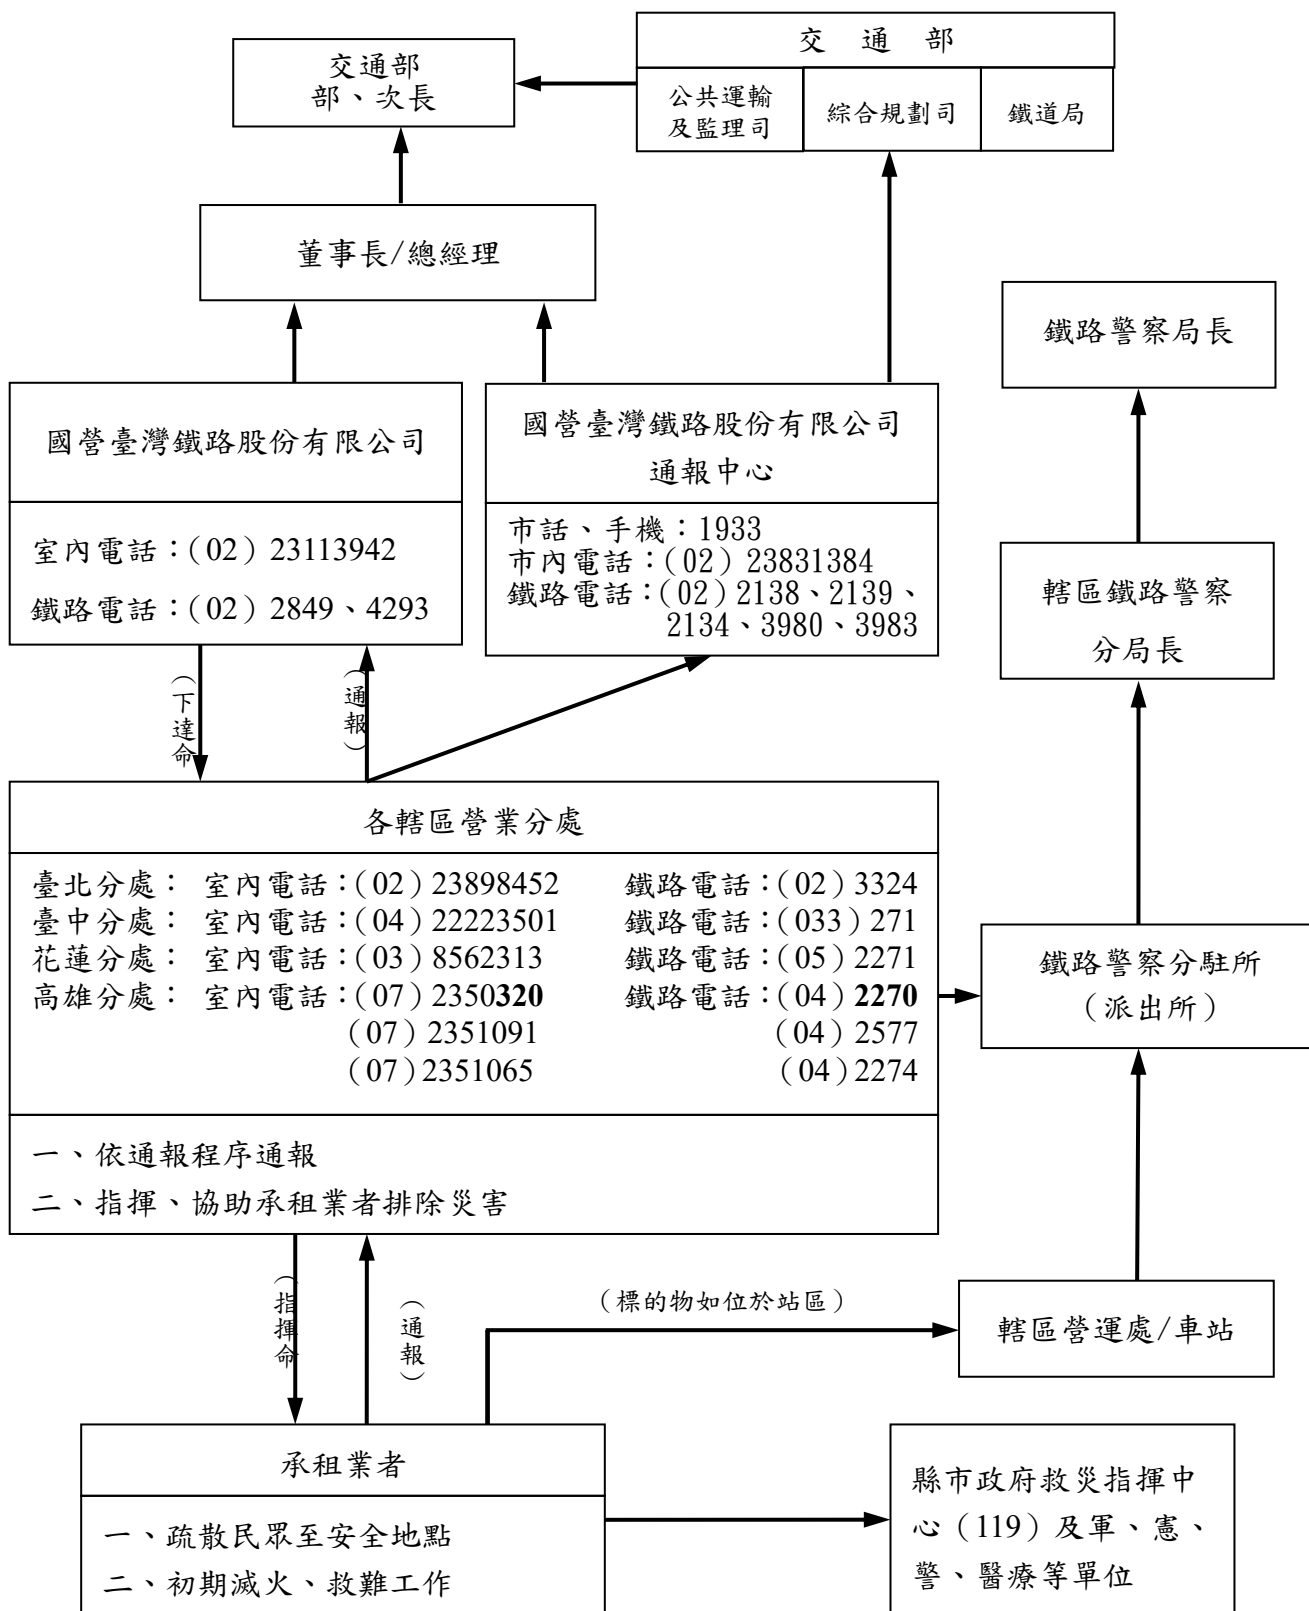 交通部
交通部
部、次長
公共運輸
及監理司
綜合規劃司
鐵道局
董事長/總經理
鐵路警察局長
國營臺灣鐵路股份有限公司
室內電話：(02) 23113942
鐵路電話：(02) 2849、4293
國營臺灣鐵路股份有限公司
通報中心
市話、手機：1933
市內電話：(02) 23831384
鐵路電話：(02) 2138、2139、
2134、3980、3983
轄區鐵路警察
分局長
（下達命
（通報）
各轄區營業分處
臺北分處： 室內電話：(02) 23898452 鐵路電話：(02) 3324
臺中分處： 室內電話：(04) 22223501 鐵路電話：(033) 271
花蓮分處： 室內電話：(03) 8562313 鐵路電話：(05) 2271
高雄分處： 室內電話：(07) 2350320 鐵路電話：(04) 2270
(07) 2351091 (04) 2577
(07) 2351065 (04) 2274
一、依通報程序通報
二、指揮、協助承租業者排除災害
鐵路警察分駐所
（派出所）
（指揮命
（通報）
（標的物如位於站區）
轄區營運處/車站
承租業者
一、疏散民眾至安全地點
二、初期滅火、救難工作
縣市政府救災指揮中
心（119）及軍、憲、
警、醫療等單位